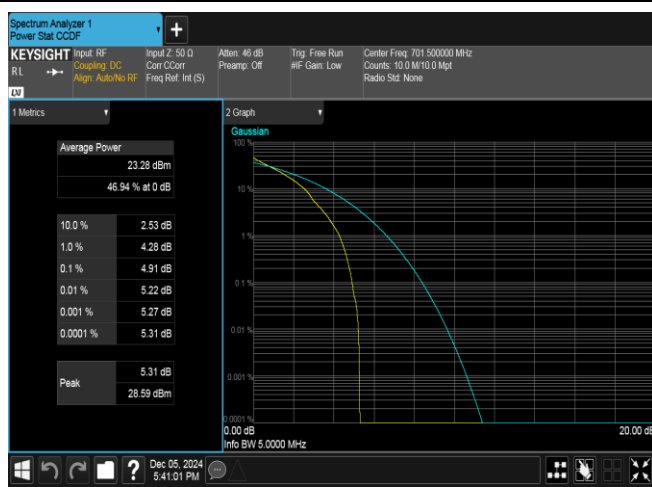 Spectrum Analyzer 1
Power Stat CCDF
+
KEYSIGHT
RL
LXI
Input: RF
Coupling: DC
Align: Auto/No RF
Input Z: 50 Ω
Corr CCorr
Freq Ref: Int (S)
Atten: 46 dB
Preamp: Off
Trig: Free Run
#IF Gain: Low
Center Freq: 701.500000 MHz
Counts: 10.0 M/10.0 Mpt
Radio Std: None
1 Metrics
Average Power
23.28 dBm
46.94 % at 0 dB
10.0 % 2.53 dB
1.0 % 4.28 dB
0.1 % 4.91 dB
0.01 % 5.22 dB
0.001 % 5.27 dB
0.0001 % 5.31 dB
Peak
5.31 dB
28.59 dBm
2 Graph
Gaussian
100 %
10 %
1 %
0.1 %
0.01 %
0.001 %
0.0001 %
0.00 dB 20.00 dB
Info BW 5.0000 MHz
?
Dec 05, 2024
5:41:01 PM